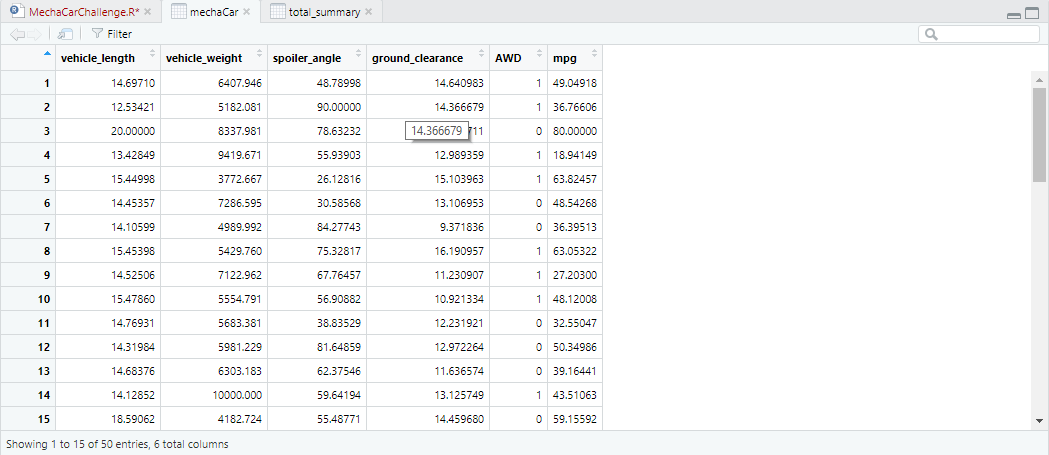 MechaCarChallenge.R* mechaCar total_summary
Filter
vehicle_length vehicle_weight spoiler_angle ground_clearance AWD mpg
1 14.69710 6407.946 48.78998 14.640983 1 49.04918
2 12.53421 5182.081 90.00000 14.366679 1 36.76606
3 20.00000 8337.981 78.63232 14.366679 711 0 80.00000
4 13.42849 9419.671 55.93903 12.989359 1 18.94149
5 15.44998 3772.667 26.12816 15.103963 1 63.82457
6 14.45357 7286.595 30.58568 13.106953 0 48.54268
7 14.10599 4989.992 84.27743 9.371836 0 36.39513
8 15.45398 5429.760 75.32817 16.190957 1 63.05322
9 14.52506 7122.962 67.76457 11.230907 1 27.20300
10 15.47860 5554.791 56.90882 10.921334 1 48.12008
11 14.76931 5683.381 38.83529 12.231921 0 32.55047
12 14.31984 5981.229 81.64859 12.972264 0 50.34986
13 14.68376 6303.183 62.37546 11.636574 0 39.16441
14 14.12852 10000.000 59.64194 13.125749 1 43.51063
15 18.59062 4182.724 55.48771 14.459680 0 59.15592
Showing 1 to 15 of 50 entries, 6 total columns